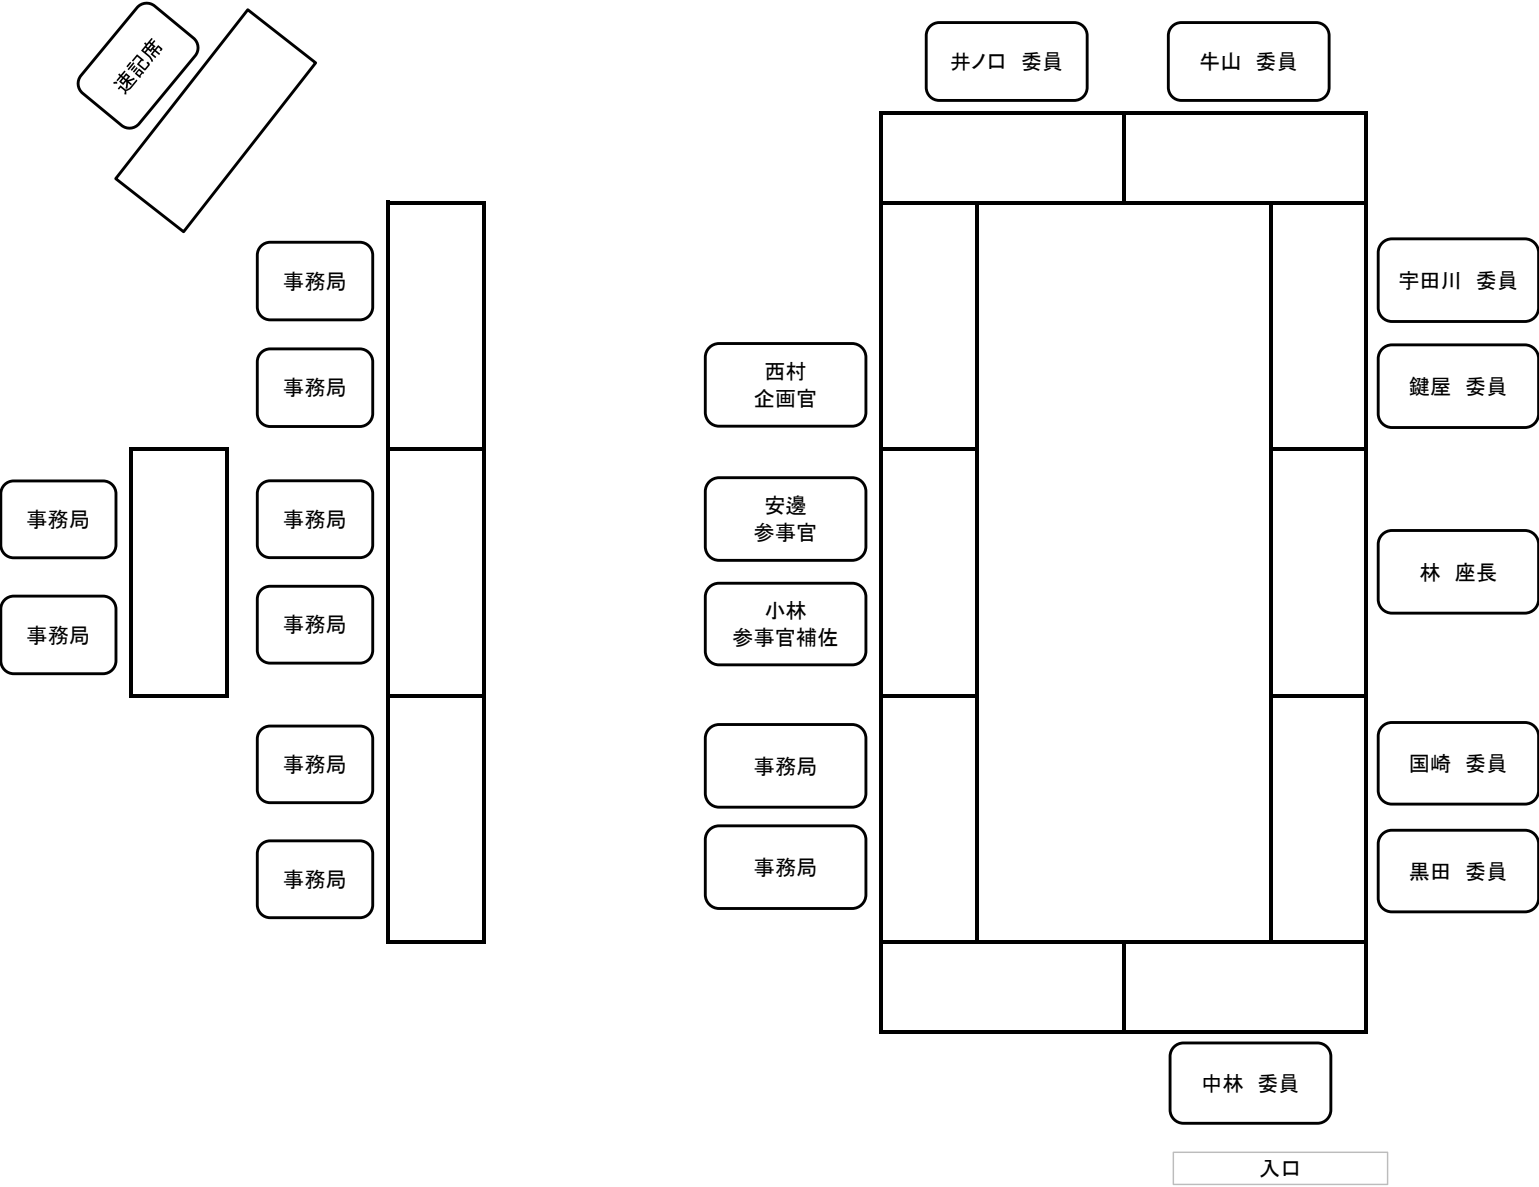 速記席
井ノ口　委員
牛山　委員
事務局
宇田川　委員
事務局
西村
企画官
鍵屋　委員
事務局
事務局
安邊
参事官
林　座長
事務局
事務局
小林
参事官補佐
事務局
事務局
国崎　委員
事務局
事務局
黒田　委員
中林　委員
入口